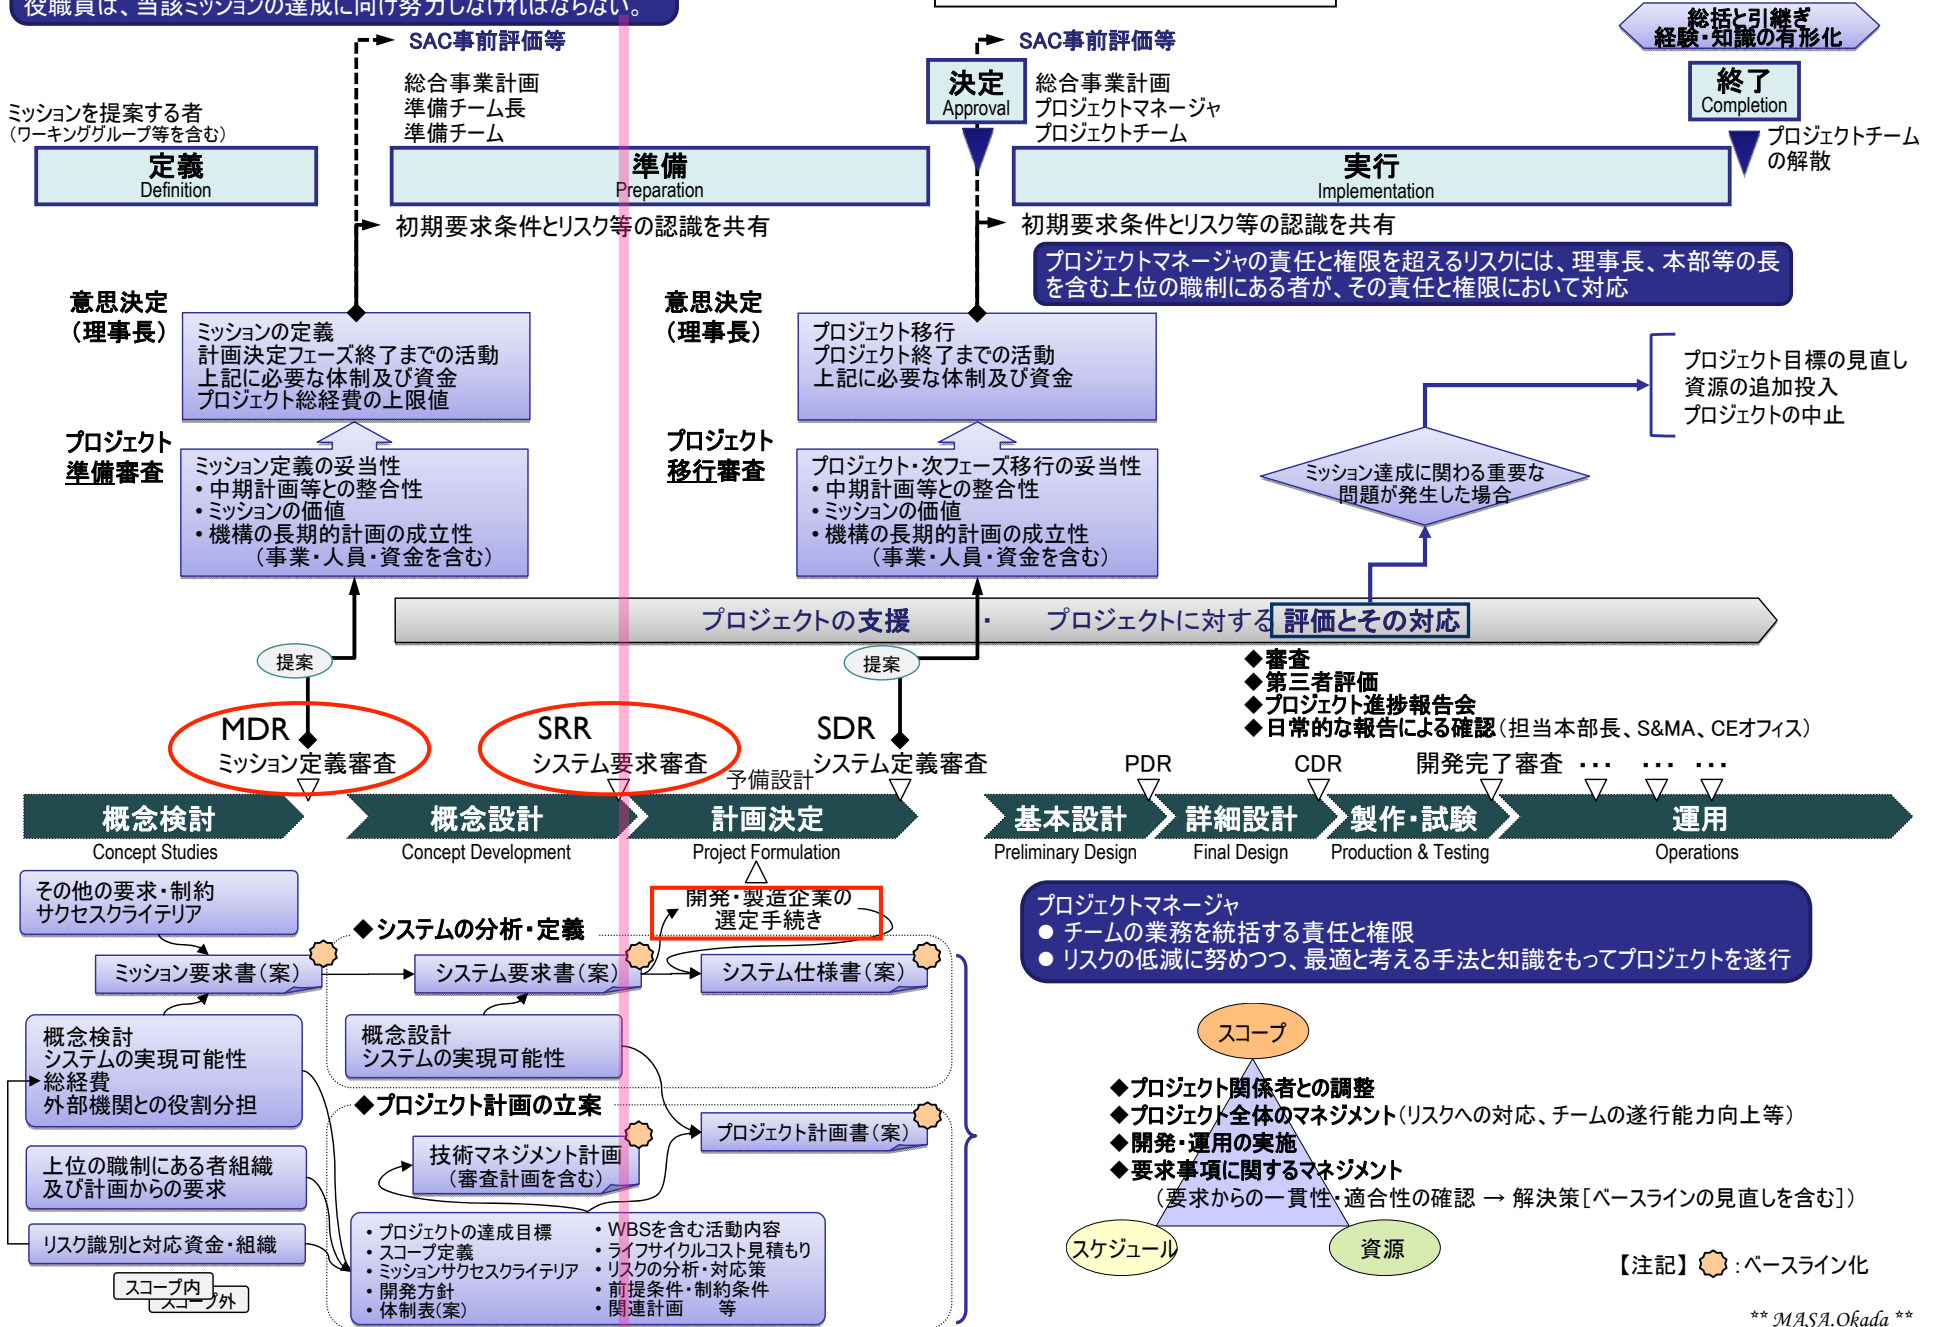 役職員は、当該ミッションの達成に向け努力しなければならない。
総括と引継ぎ
経験・知識の有形化
SAC事前評価等
SAC事前評価等
総合事業計画
準備チーム長
準備チーム
決定
Approval
総合事業計画
プロジェクトマネージャ
プロジェクトチーム
終了
Completion
ミッションを提案する者
(ワーキンググループ等を含む)
プロジェクトチーム
の解散
定義
Definition
準備
Preparation
実行
Implementation
初期要求条件とリスク等の認識を共有
初期要求条件とリスク等の認識を共有
プロジェクトマネージャの責任と権限を超えるリスクには、理事長、本部等の長
を含む上位の職制にある者が、その責任と権限において対応
意思決定
(理事長)
ミッションの定義
計画決定フェーズ終了までの活動
上記に必要な体制及び資金
プロジェクト総経費の上限値
意思決定
(理事長)
プロジェクト移行
プロジェクト終了までの活動
上記に必要な体制及び資金
プロジェクト目標の見直し
資源の追加投入
プロジェクトの中止
プロジェクト
準備審査
ミッション定義の妥当性
・中期計画等との整合性
・ミッションの価値
・機構の長期的計画の成立性
(事業・人員・資金を含む)
プロジェクト
移行審査
プロジェクト・次フェーズ移行の妥当性
・中期計画等との整合性
・ミッションの価値
・機構の長期的計画の成立性
(事業・人員・資金を含む)
ミッション達成に関わる重要な
問題が発生した場合
プロジェクトの支援 ・ プロジェクトに対する 評価とその対応
提案
提案
◆審査
◆第三者評価
◆プロジェクト進捗報告会
◆日常的な報告による確認(担当本部長、S&MA、CEオフィス)
MDR
ミッション定義審査
SRR
システム要求審査
SDR
システム定義審査
予備設計
PDR
CDR
開発完了審査 ・・・ ・・・ ・・・
概念検討
Concept Studies
概念設計
Concept Development
計画決定
Project Formulation
基本設計
Preliminary Design
詳細設計
Final Design
製作・試験
Production & Testing
運用
Operations
その他の要求・制約
サクセスクライテリア
開発・製造企業の
選定手続き
◆システムの分析・定義
ミッション要求書(案)
システム要求書(案)
システム仕様書(案)
プロジェクトマネージャ
● チームの業務を統括する責任と権限
● リスクの低減に努めつつ、最適と考える手法と知識をもってプロジェクトを遂行
概念検討
システムの実現可能性
総経費
外部機関との役割分担
概念設計
システムの実現可能性
スコープ
◆プロジェクト計画の立案
技術マネジメント計画
(審査計画を含む)
プロジェクト計画書(案)
◆プロジェクト関係者との調整
◆プロジェクト全体のマネジメント(リスクへの対応、チームの遂行能力向上等)
◆開発・運用の実施
◆要求事項に関するマネジメント
(要求からの一貫性・適合性の確認 → 解決策[ベースラインの見直しを含む])
上位の職制にある者組織
及び計画からの要求
リスク識別と対応資金・組織
・プロジェクトの達成目標
・スコープ定義
・ミッションサクセスクライテリア
・開発方針
・体制表(案)
・WBSを含む活動内容
・ライフサイクルコスト見積もり
・リスクの分析・対応策
・前提条件・制約条件
・関連計画 等
スケジュール
資源
スコープ内
スコープ外
【注記】 :ベースライン化
** MASA.Okada **